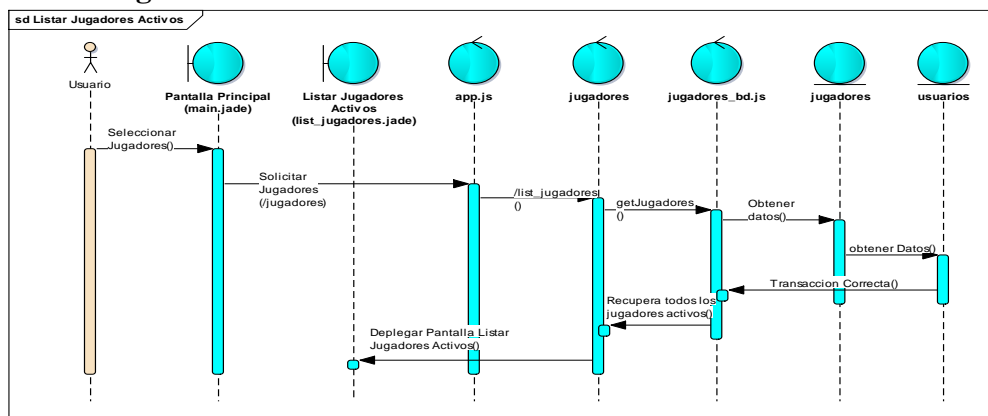 sd Listar Jugadores Activos
Usuario
Pantalla Principal
(main.jade)
Listar Jugadores
Activos
(list_jugadores.jade)
app.js
jugadores
jugadores_bd.js
jugadores
usuarios
Seleccionar
Jugadores()
Solicitar
Jugadores
(/jugadores)
/list_jugadores
()
getJugadores
()
Obtener
datos()
obtener Datos()
Transaccion Correcta()
Recupera todos los
jugadores activos()
Deplegar Pantalla Listar
Jugadores Activos()